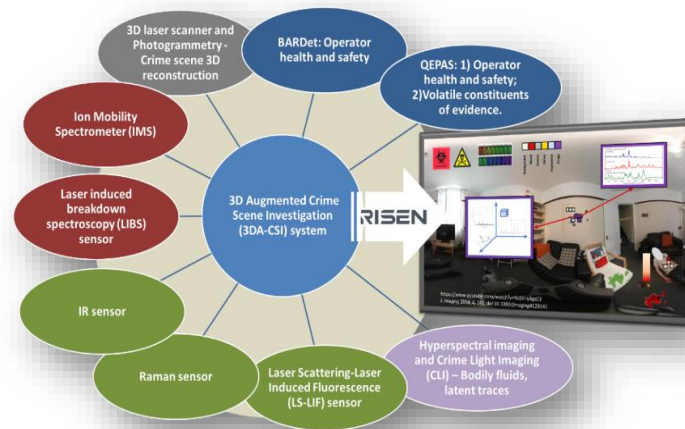 3D laser scanner and
Photogrammetry -
Crime scene 3D
reconstruction
BARDet: Operator
health and safety
QEPAS: 1) Operator
health and safety;
2)Volatile constituents
of evidence.
Ion Mobility
Spectrometer (IMS)
Laser induced
breakdown
spectroscopy (LIBS)
sensor
3D Augmented Crime
Scene Investigation
(3DA-CSI) system
RISEN
IR sensor
Raman sensor
Laser Scattering-Laser
Induced Fluorescence
(LS-LIF) sensor
Hyperspectral imaging
and Crime Light Imaging
(CLI) – Bodily fluids,
latent traces